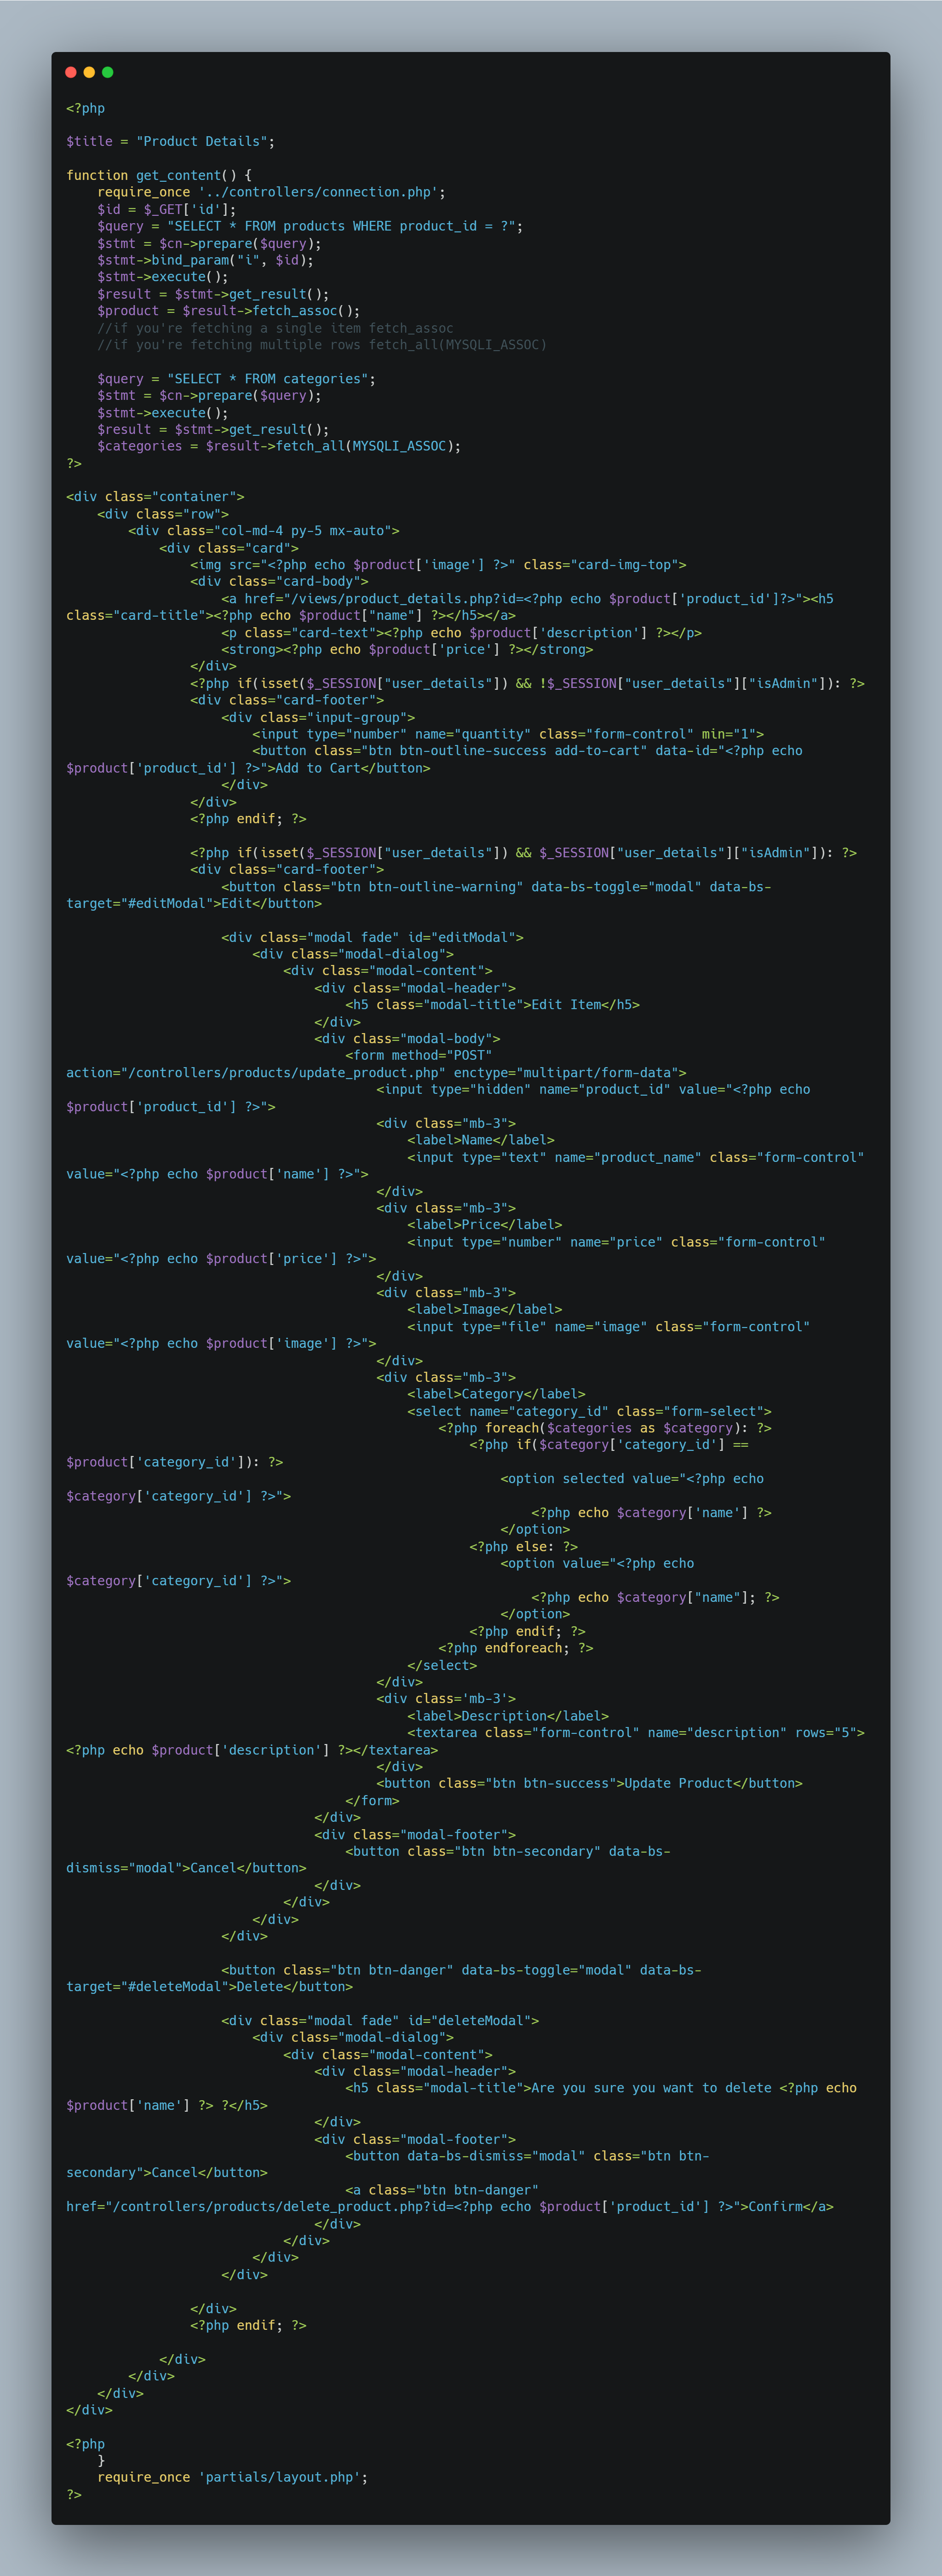 <?php

$title = "Product Details";

function get_content() {
    require_once '../controllers/connection.php';
    $id = $_GET['id'];
    $query = "SELECT * FROM products WHERE product_id = ?";
    $stmt = $cn->prepare($query);
    $stmt->bind_param("i", $id);
    $stmt->execute();
    $result = $stmt->get_result();
    $product = $result->fetch_assoc();
    //if you're fetching a single item fetch_assoc
    //if you're fetching multiple rows fetch_all(MYSQLI_ASSOC)

    $query = "SELECT * FROM categories";
    $stmt = $cn->prepare($query);
    $stmt->execute();
    $result = $stmt->get_result();
    $categories = $result->fetch_all(MYSQLI_ASSOC);
?>

<div class="container">
    <div class="row">
        <div class="col-md-4 py-5 mx-auto">
            <div class="card">
                <img src="<?php echo $product['image'] ?>" class="card-img-top">
                <div class="card-body">
                    <a href="/views/product_details.php?id=<?php echo $product['product_id']?>"><h5
class="card-title"><?php echo $product["name"] ?></h5></a>
                    <p class="card-text"><?php echo $product['description'] ?></p>
                    <strong><?php echo $product['price'] ?></strong>
                </div>
                <?php if(isset($_SESSION["user_details"]) && !$_SESSION["user_details"]["isAdmin"]): ?>
                <div class="card-footer">
                    <div class="input-group">
                        <input type="number" name="quantity" class="form-control" min="1">
                        <button class="btn btn-outline-success add-to-cart" data-id="<?php echo
$product['product_id'] ?>">Add to Cart</button>
                    </div>
                </div>
                <?php endif; ?>

                <?php if(isset($_SESSION["user_details"]) && $_SESSION["user_details"]["isAdmin"]): ?>
                <div class="card-footer">
                    <button class="btn btn-outline-warning" data-bs-toggle="modal" data-bs-
target="#editModal">Edit</button>

                    <div class="modal fade" id="editModal">
                        <div class="modal-dialog">
                            <div class="modal-content">
                                <div class="modal-header">
                                    <h5 class="modal-title">Edit Item</h5>
                                </div>
                                <div class="modal-body">
                                    <form method="POST"
action="/controllers/products/update_product.php" enctype="multipart/form-data">
                                        <input type="hidden" name="product_id" value="<?php echo
$product['product_id'] ?>">
                                        <div class="mb-3">
                                            <label>Name</label>
                                            <input type="text" name="product_name" class="form-control"
value="<?php echo $product['name'] ?>">
                                        </div>
                                        <div class="mb-3">
                                            <label>Price</label>
                                            <input type="number" name="price" class="form-control"
value="<?php echo $product['price'] ?>">
                                        </div>
                                        <div class="mb-3">
                                            <label>Image</label>
                                            <input type="file" name="image" class="form-control"
value="<?php echo $product['image'] ?>">
                                        </div>
                                        <div class="mb-3">
                                            <label>Category</label>
                                            <select name="category_id" class="form-select">
                                                <?php foreach($categories as $category): ?>
                                                    <?php if($category['category_id'] ==
$product['category_id']): ?>
                                                        <option selected value="<?php echo
$category['category_id'] ?>">
                                                            <?php echo $category['name'] ?>
                                                        </option>
                                                    <?php else: ?>
                                                        <option value="<?php echo
$category['category_id'] ?>">
                                                            <?php echo $category["name"]; ?>
                                                        </option>
                                                    <?php endif; ?>
                                                <?php endforeach; ?>
                                            </select>
                                        </div>
                                        <div class='mb-3'>
                                            <label>Description</label>
                                            <textarea class="form-control" name="description" rows="5">
<?php echo $product['description'] ?></textarea>
                                        </div>
                                        <button class="btn btn-success">Update Product</button>
                                    </form>
                                </div>
                                <div class="modal-footer">
                                    <button class="btn btn-secondary" data-bs-
dismiss="modal">Cancel</button>
                                </div>
                            </div>
                        </div>
                    </div>

                    <button class="btn btn-danger" data-bs-toggle="modal" data-bs-
target="#deleteModal">Delete</button>

                    <div class="modal fade" id="deleteModal">
                        <div class="modal-dialog">
                            <div class="modal-content">
                                <div class="modal-header">
                                    <h5 class="modal-title">Are you sure you want to delete <?php echo
$product['name'] ?> ?</h5>
                                </div>
                                <div class="modal-footer">
                                    <button data-bs-dismiss="modal" class="btn btn-
secondary">Cancel</button>
                                    <a class="btn btn-danger"
href="/controllers/products/delete_product.php?id=<?php echo $product['product_id'] ?>">Confirm</a>
                                </div>
                            </div>
                        </div>
                    </div>

                </div>
                <?php endif; ?>

            </div>
        </div>
    </div>
</div>

<?php
    }
    require_once 'partials/layout.php';
?>